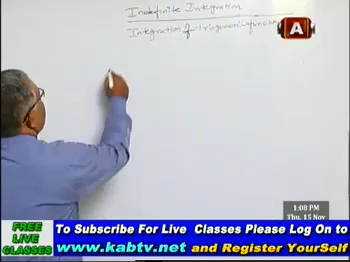 Indefinite Integration
Integration of trigonometric function
A
1:08 PM
Thu, 15 Nov
FREE
LIVE
CLASSES
To Subscribe For Live Classes Please Log On to
www.kabtv.net and Register YourSelf